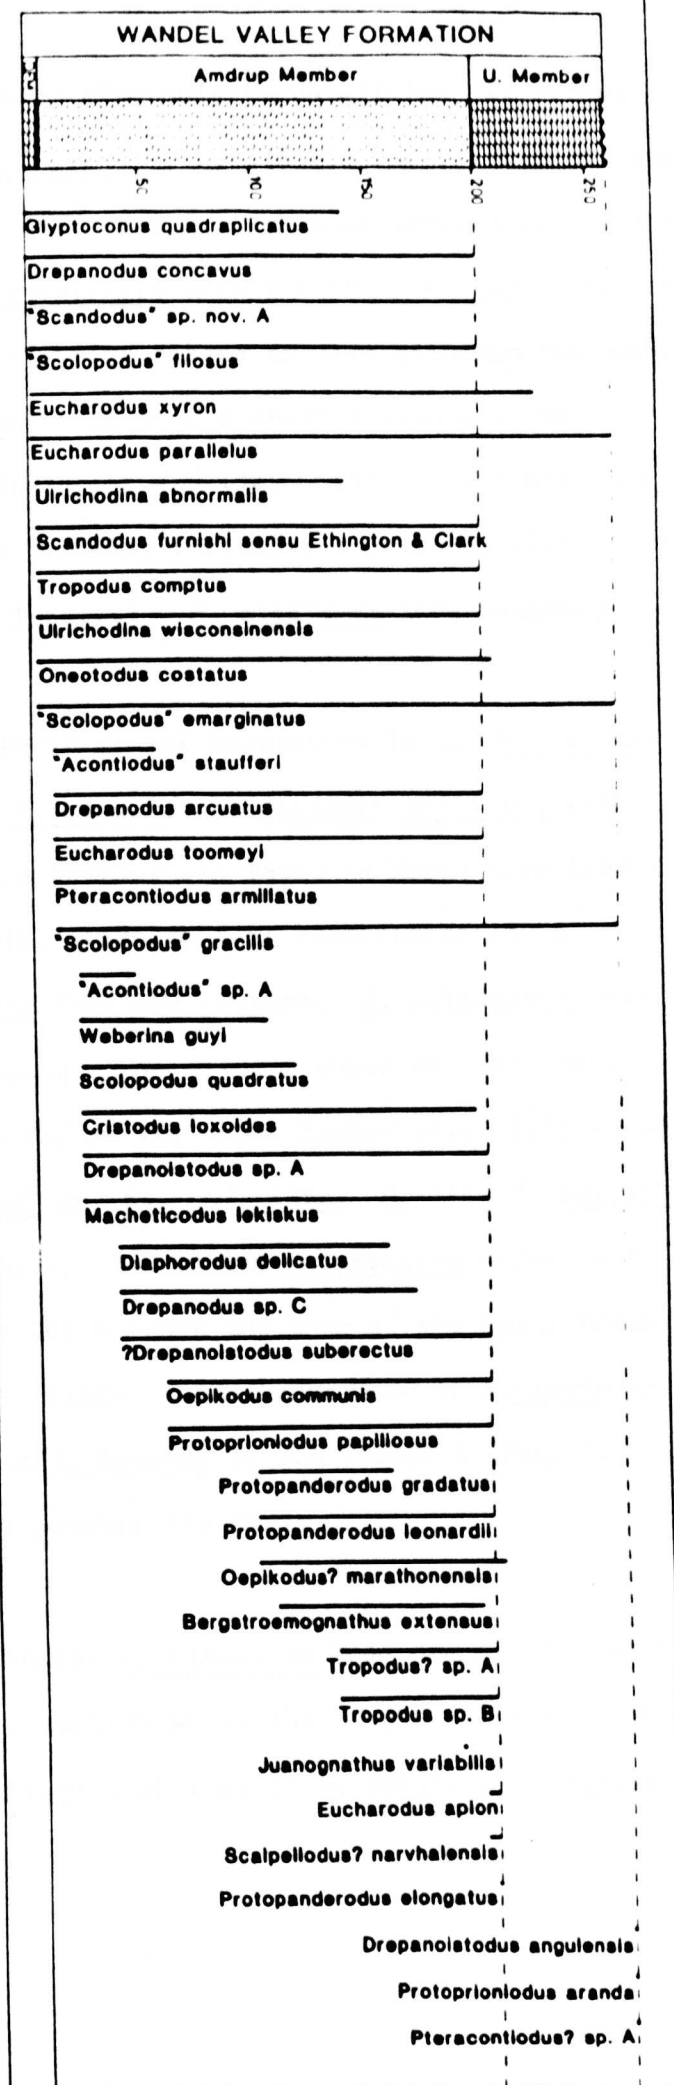 WANDEL VALLEY FORMATION
Amdrup Member U. Member
50 100 150 200 250
Glyptoconus quadraplicatus
Drepanodus concavus
"Scandodus" sp. nov. A
"Scolopodus" filosus
Eucharodus xyron
Eucharodus parallelus
Ulrichodina abnormalis
Scandodus furnishi sensu Ethington & Clark
Tropodus comptus
Ulrichodina wisconsinensis
Oneotodus costatus
"Scolopodus" emarginatus
"Acontiodus" staufferi
Drepanodus arcuatus
Eucharodus toomeyi
Pteracontiodus armillatus
"Scolopodus" gracilis
"Acontiodus" sp. A
Weberina guyi
Scolopodus quadratus
Cristodus loxoides
Drepanoistodus sp. A
Macheticodus lekiskus
Diaphorodus delicatus
Drepanodus sp. C
?Drepanoistodus suberectus
Oepikodus communis
Protoprioniodus papillosus
Protopanderodus gradatus
Protopanderodus leonardii
Oepikodus? marathonensis
Bergstroemognathus extensus
Tropodus? sp. A
Tropodus sp. B
Juanognathus variabilis
Eucharodus apion
Scalpellodus? narvhalensis
Protopanderodus elongatus
Drepanoistodus angulensis
Protoprioniodus aranda
Pteracontiodus? sp. A